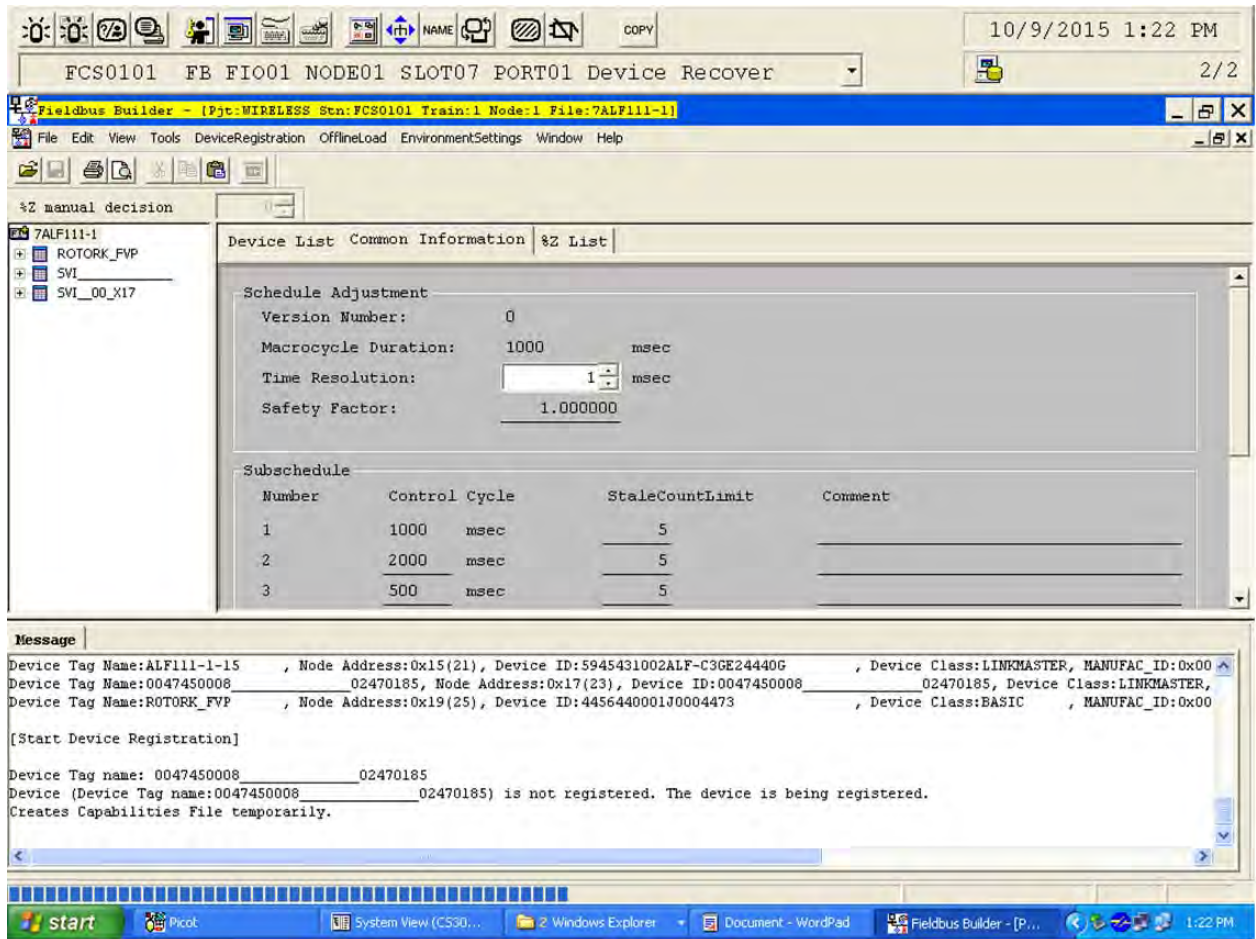 NAME COPY 10/9/2015 1:22 PM
FCS0101 FB FIO01 NODE01 SLOT07 PORT01 Device Recover 2/2
Fieldbus Builder - [Pjt:WIRELESS Stn:FCS0101 Train:1 Node:1 File:7ALF111-1]
File Edit View Tools DeviceRegistration OfflineLoad EnvironmentSettings Window Help
%Z manual decision 0
7ALF111-1
ROTORK_FVP
SVI______________
SVI__00_X17
Device List Common Information %Z List
Schedule Adjustment
Version Number: 0
Macrocycle Duration: 1000 msec
Time Resolution: 1 msec
Safety Factor: 1.000000
Subschedule
Number Control Cycle StaleCountLimit Comment
1 1000 msec 5
2 2000 msec 5
3 500 msec 5
Message
Device Tag Name:ALF111-1-15 , Node Address:0x15(21), Device ID:5945431002ALF-C3GE24440G , Device Class:LINKMASTER, MANUFAC_ID:0x00
Device Tag Name:0047450008______________02470185, Node Address:0x17(23), Device ID:0047450008______________02470185, Device Class:LINKMASTER,
Device Tag Name:ROTORK_FVP , Node Address:0x19(25), Device ID:4456440001J0004473 , Device Class:BASIC , MANUFAC_ID:0x00
[Start Device Registration]
Device Tag name: 0047450008______________02470185
Device (Device Tag name:0047450008______________02470185) is not registered. The device is being registered.
Creates Capabilities File temporarily.
start Picot System View (CS30... 2 Windows Explorer Document - WordPad Fieldbus Builder - [P... 1:22 PM